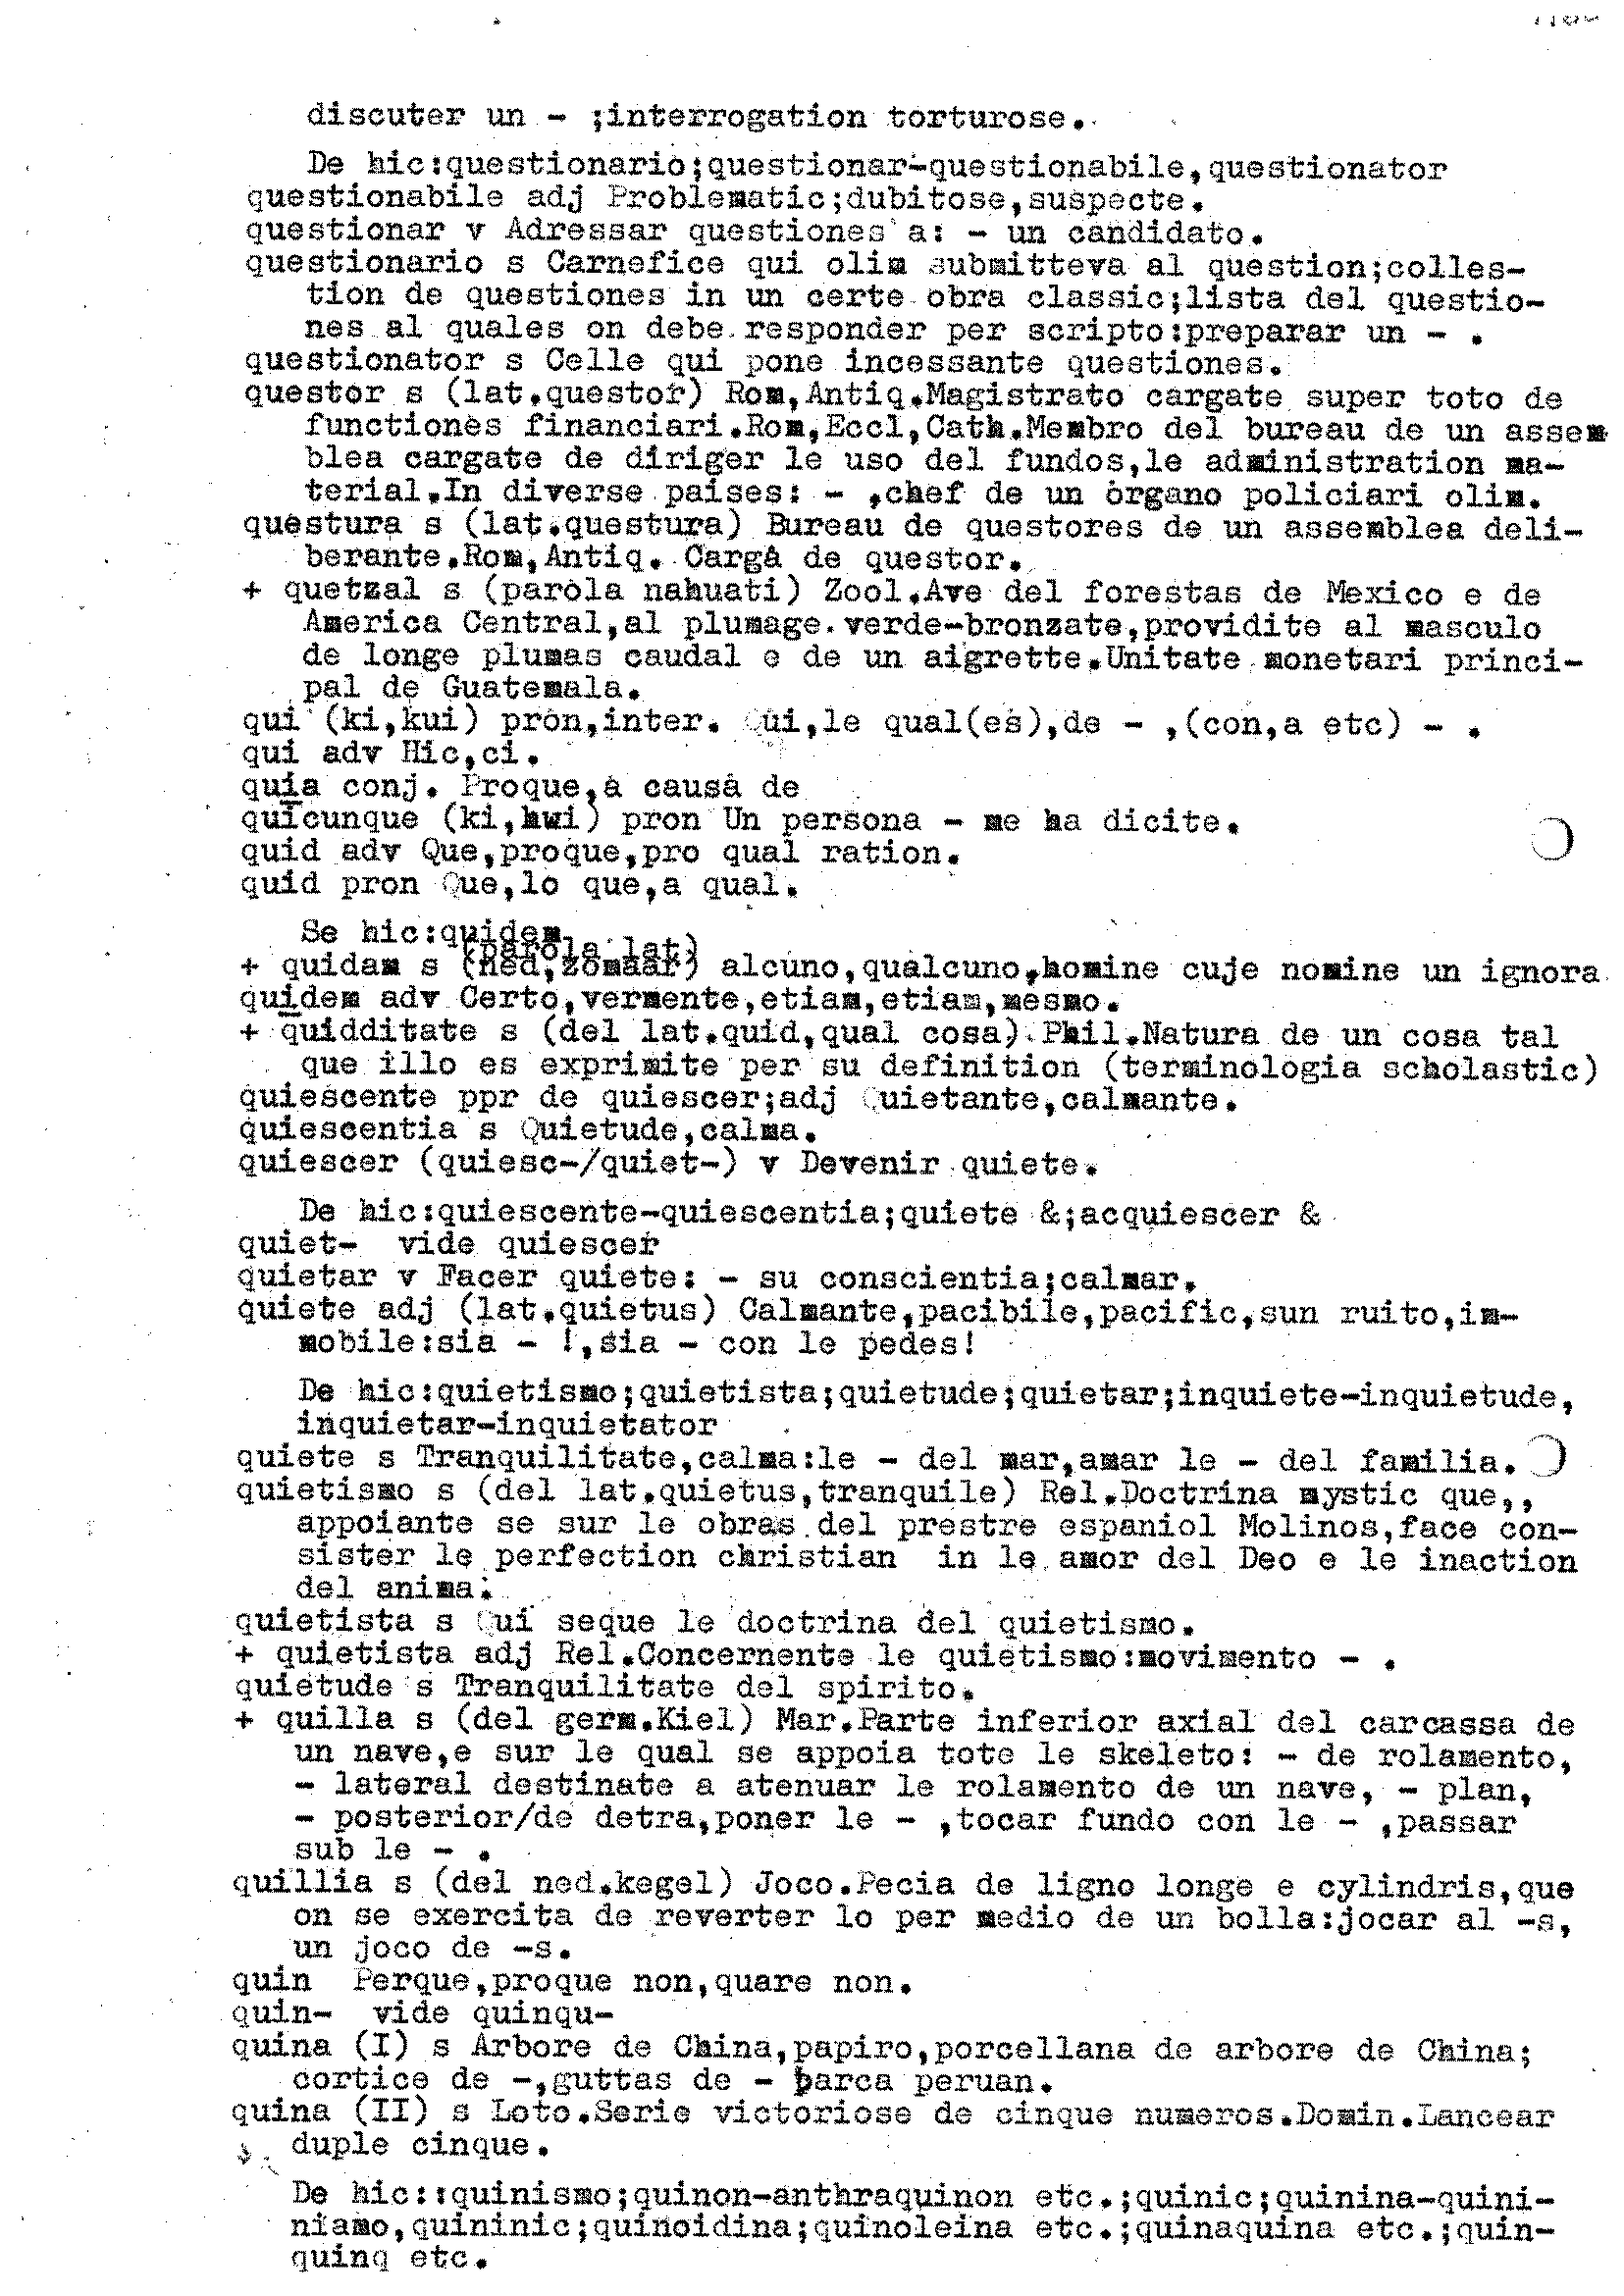 discuter un - ;interrogation torturose.
De hic:questionario;questionar-questionabile,questionator
questionabile adj Problematic;dubitose,suspecte.
questionar v Adressar questiones a: - un candidato.
questionario s Carnefice qui olim submitteva al question;colles-
tion de questiones in un certe obra classic;lista del questio-
nes al quales on debe responder per scripto:preparar un - .
questionator s Celle qui pone incessante questiones.
questor s (lat.questor) Rom,Antiq.Magistrato cargate super toto de
functiones financiari.Rom,Eccl,Cath.Membro del bureau de un assem
blea cargate de diriger le uso del fundos,le administration ma-
terial.In diverse paises: - ,chef de un organo policiari olim.
questura s (lat.questura) Bureau de questores de un assemblea deli-
berante.Rom,Antiq. Carga de questor.
+ quetzal s (parola nahuati) Zool.Ave del forestas de Mexico e de
America Central,al plumage verde-bronzate,providite al masculo
de longe plumas caudal e de un aigrette.Unitate monetari princi-
pal de Guatemala.
qui (ki,kui) pron,inter. Qui,le qual(es),de - ,(con,a etc) - .
qui adv Hic,ci.
quia conj. Proque,a causa de
quicunque (ki,kwi) pron Un persona - me ha dicite.
quid adv Que,proque,pro qual ration.
quid pron Que,lo que,a qual.
Se hic:quidem
(parola lat)
+ quidam s (ned,zomaar) alcuno,qualcuno,homine cuje nomine un ignora
quidem adv Certo,vermente,etiam,etiam,mesmo.
+ quidditate s (del lat.quid,qual cosa).Phil.Natura de un cosa tal
que illo es exprimite per su definition (terminologia scholastic)
quiescente ppr de quiescer;adj Quietante,calmante.
quiescentia s Quietude,calma.
quiescer (quiesc-/quiet-) v Devenir quiete.
De hic:quiescente-quiescentia;quiete &;acquiescer &
quiet- vide quiescer
quietar v Facer quiete: - su conscientia;calmar.
quiete adj (lat.quietus) Calmante,pacibile,pacific,sun ruito,im-
mobile:sia - !,sia - con le pedes!
De hic:quietismo;quietista;quietude;quietar;inquiete-inquietude,
inquietar-inquietator
quiete s Tranquilitate,calma:le - del mar,amar le - del familia.
quietismo s (del lat.quietus,tranquile) Rel.Doctrina mystic que,,
appoiante se sur le obras del prestre espaniol Molinos,face con-
sister le perfection christian in le amor del Deo e le inaction
del anima.
quietista s Qui seque le doctrina del quietismo.
+ quietista adj Rel.Concernente le quietismo:movimento - .
quietude s Tranquilitate del spirito.
+ quilla s (del germ.Kiel) Mar.Parte inferior axial del carcassa de
un nave,e sur le qual se appoia tote le skeleto: - de rolamento,
- lateral destinate a atenuar le rolamento de un nave, - plan,
- posterior/de detra,poner le - ,tocar fundo con le - ,passar
sub le - .
quillia s (del ned.kegel) Joco.Pecia de ligno longe e cylindris,que
on se exercita de reverter lo per medio de un bolla:jocar al -s,
un joco de -s.
quin Perque,proque non,quare non.
quin- vide quinqu-
quina (I) s Arbore de China,papiro,porcellana de arbore de China;
cortice de -,guttas de - barca peruan.
quina (II) s Loto.Serie victoriose de cinque numeros.Domin.Lancear
duple cinque.
De hic::quinismo;quinon-anthraquinon etc.;quinic;quinina-quini-
niamo,quininic;quinoidina;quinoleina etc.;quinaquina etc.;quin-
quinq etc.